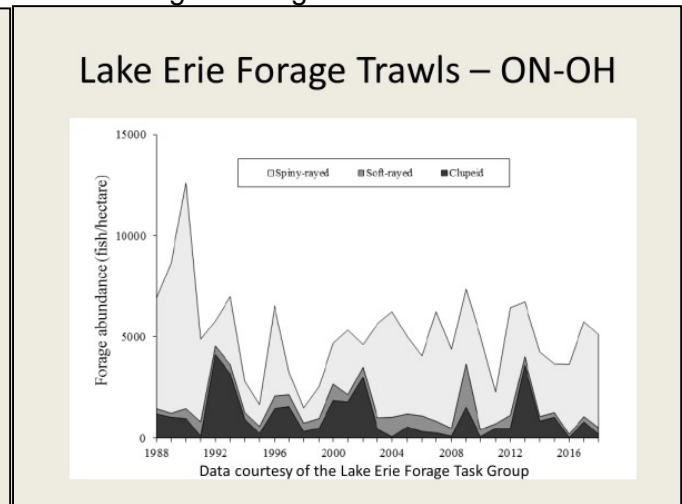 Lake Erie Forage Trawls – ON-OH
15000
□Spiny-rayed ■Soft-rayed ■Clupeid
10000
5000
0
Forage abundance (fish/hectare)
1988 1992 1996 2000 2004 2008 2012 2016
Data courtesy of the Lake Erie Forage Task Group